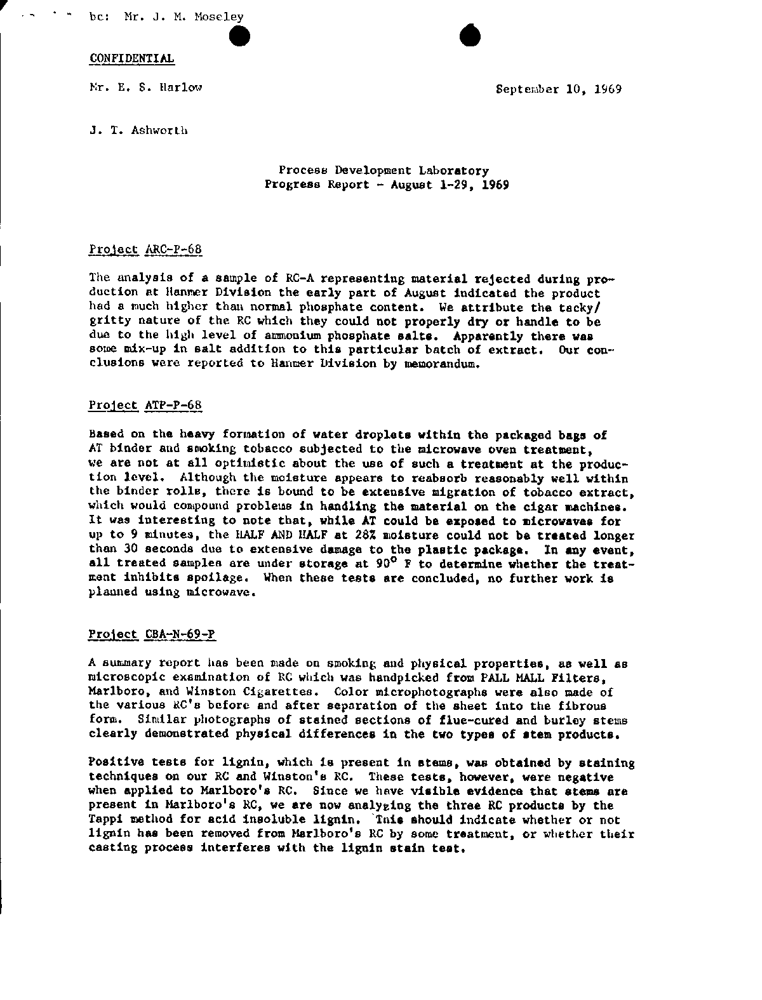 bc: Mr. J. M. Moseley
CONFIDENTIAL
Mr. E. S. Harlow
September 10, 1969
J. T. Ashworth
Process Development Laboratory
Progress Report - August 1-29, 1969
Project ARC-P-68
The analysis of a sample of RC-A representing material rejected during pro-
duction at Hanmer Division the early part of August indicated the product
had a much higher than normal phosphate content. We attribute the tacky/
gritty nature of the RC which they could not properly dry or handle to be
due to the high level of ammonium phosphate salts. Apparently there was
some mix-up in salt addition to this particular batch of extract. Our con-
clusions were reported to Hanmer Division by memorandum.
Project ATP-P-68
Based on the heavy formation of water droplets within the packaged bags of
AT binder and smoking tobacco subjected to the microwave oven treatment,
we are not at all optimistic about the use of such a treatment at the produc-
tion level. Although the moisture appears to reabsorb reasonably well within
the binder rolls, there is bound to be extensive migration of tobacco extract,
which would compound problems in handling the material on the cigar machines.
It was interesting to note that, while AT could be exposed to microwaves for
up to 9 minutes, the HALF AND HALF at 28% moisture could not be treated longer
than 30 seconds due to extensive damage to the plastic package. In any event,
all treated samples are under storage at 90° F to determine whether the treat-
ment inhibits spoilage. When these tests are concluded, no further work is
planned using microwave.
Project CBA-N-69-P
A summary report has been made on smoking and physical properties, as well as
microscopic examination of RC which was handpicked from PALL MALL Filters,
Marlboro, and Winston Cigarettes. Color microphotographs were also made of
the various RC's before and after separation of the sheet into the fibrous
form. Similar photographs of stained sections of flue-cured and burley stems
clearly demonstrated physical differences in the two types of stem products.
Positive tests for lignin, which is present in stems, was obtained by staining
techniques on our RC and Winston's RC. These tests, however, were negative
when applied to Marlboro's RC. Since we have visible evidence that stems are
present in Marlboro's RC, we are now analyzing the three RC products by the
Tappi method for acid insoluble lignin. This should indicate whether or not
lignin has been removed from Marlboro's RC by some treatment, or whether their
casting process interferes with the lignin stain test.